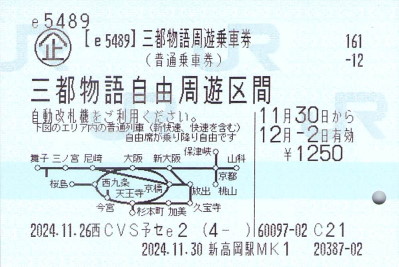 e5489
企 [e5489]三都物語周遊乗車券 161
(普通乗車券) -12
三都物語自由周遊区間
自動改札機をご利用ください。 11月30日から
下図のエリア内の普通列車(新快速、快速を含む) 12月-2日有効
自由席が乗り降り自由です ¥1250
保津峡
舞子 三ノ宮 尼崎 大阪 新大阪 山科
京都
桜島 西九条 京橋 放出 桃山
天王寺
今宮 杉本町 加美 久宝寺
2024.11.26西CVS予セe2 (4- ) 60097-02 C21
2024.11.30 新高岡駅MK1 20387-02